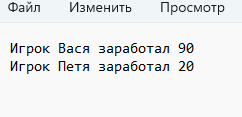 Файл Изменить Просмотр
Игрок Вася заработал 90
Игрок Петя заработал 20